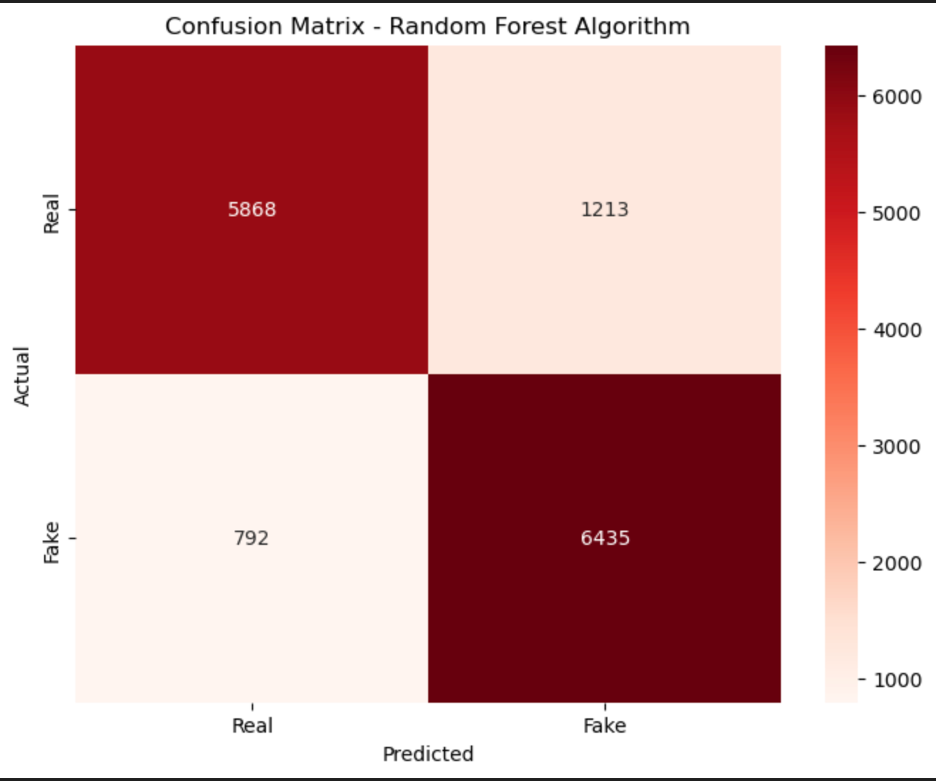 Confusion Matrix - Random Forest Algorithm
Actual
Real
5868
1213
Fake
792
6435
Real
Fake
Predicted
6000
5000
4000
3000
2000
1000